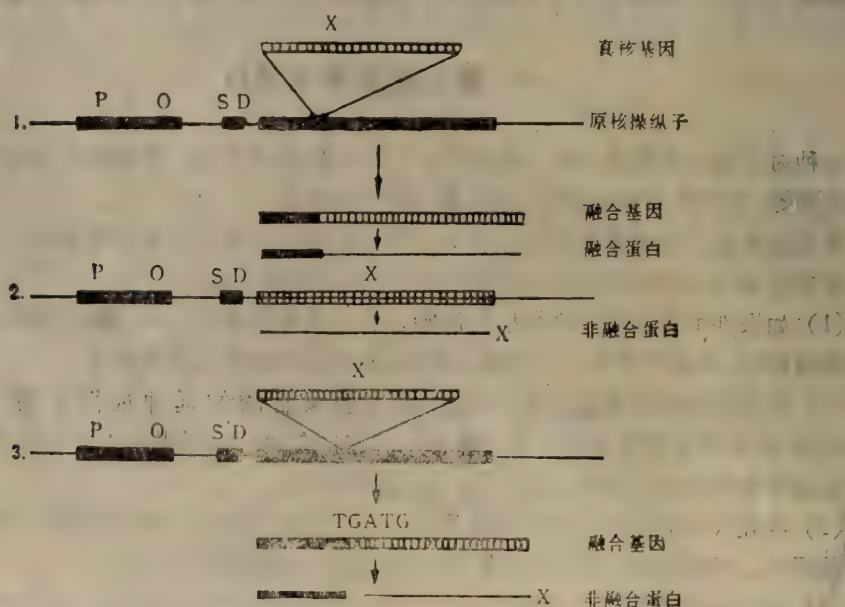 X
真核基因
P O SD
1. 原核操纵子
融合基因
融合蛋白
P O SD X
2.
X 非融合蛋白
X
P O SD
3.
TGATG
融合基因
X 非融合蛋白